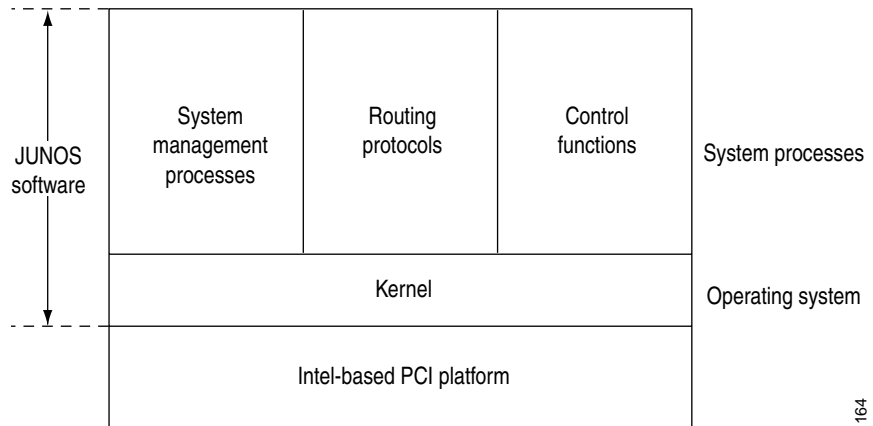 System
management
processes
Routing
protocols
Control
functions
JUNOS
software
System processes
Kernel
Operating system
Intel-based PCI platform
164